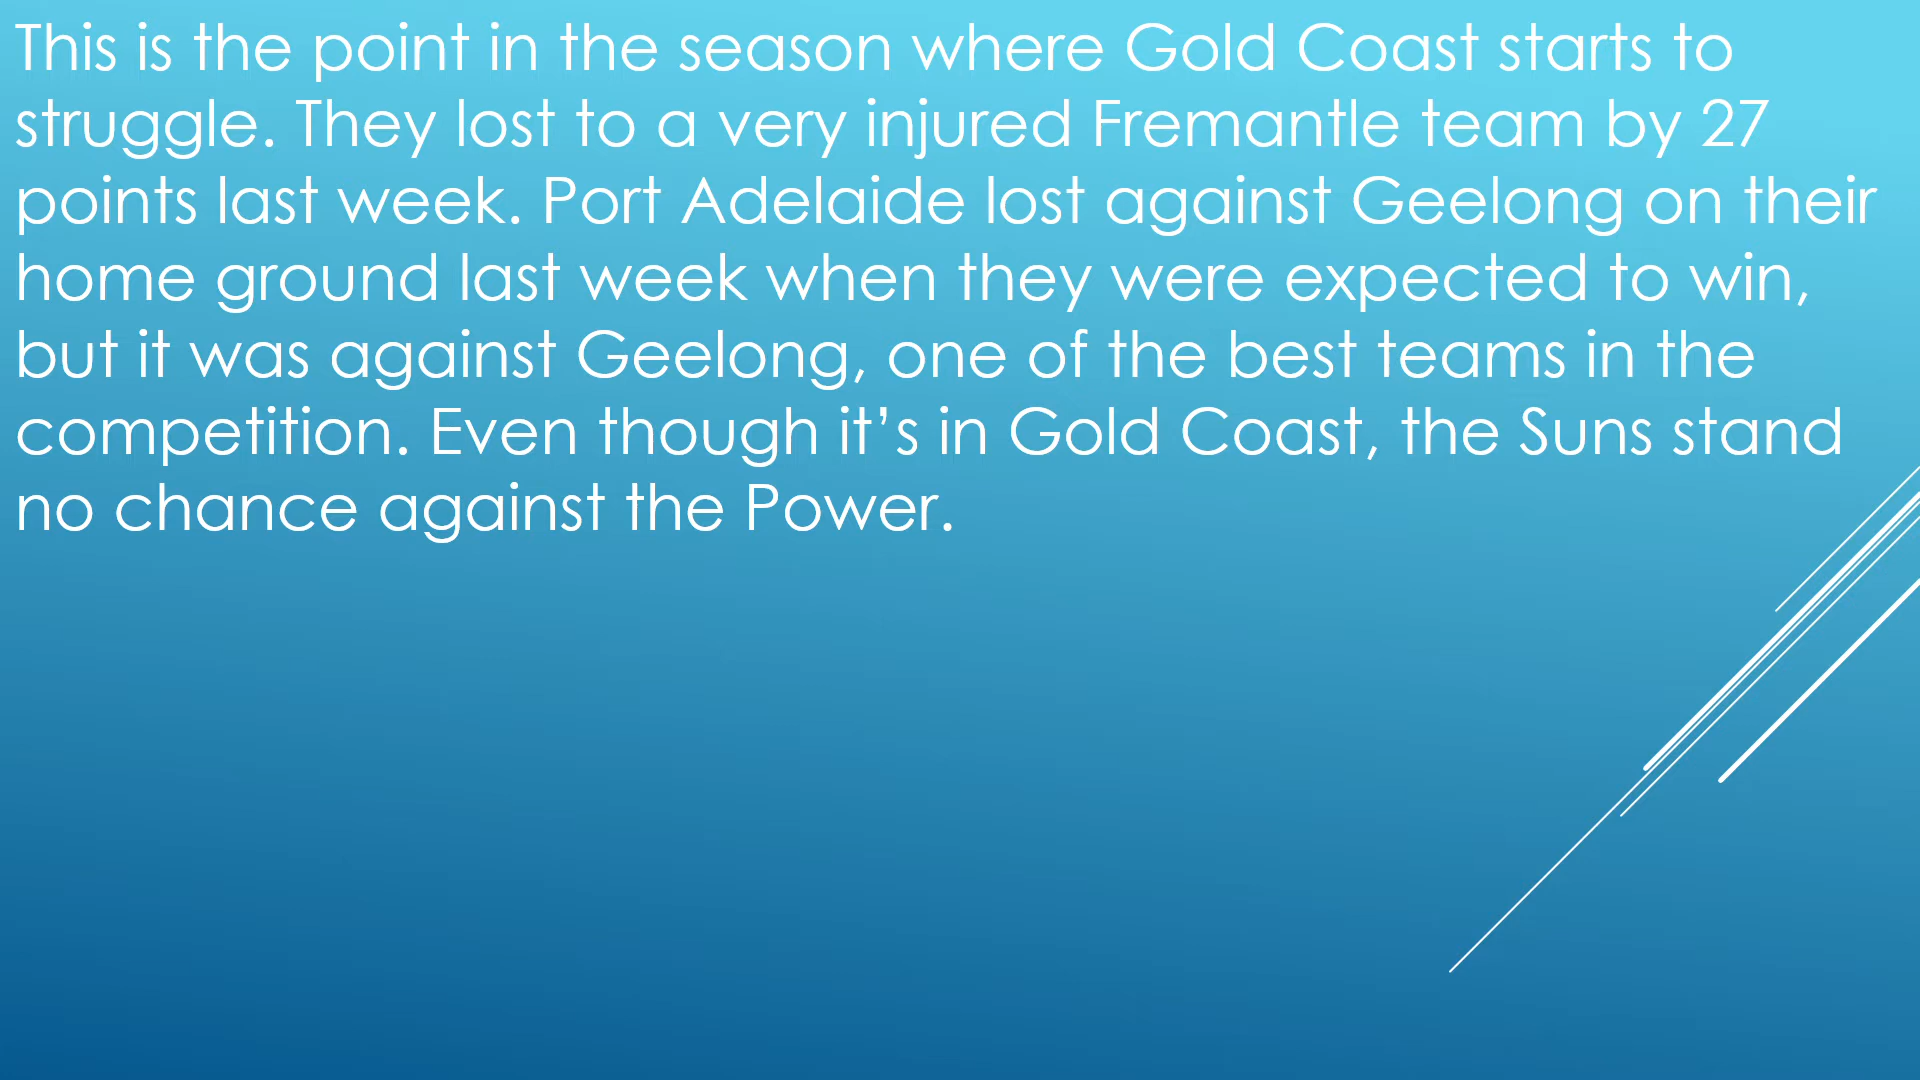 This is the point in the season where Gold Coast starts to
struggle. They lost to a very injured Fremantle team by 27
points last week. Port Adelaide lost against Geelong on their
home ground last week when they were expected to win,
but it was against Geelong, one of the best teams in the
competition. Even though it’s in Gold Coast, the Suns stand
no chance against the Power.